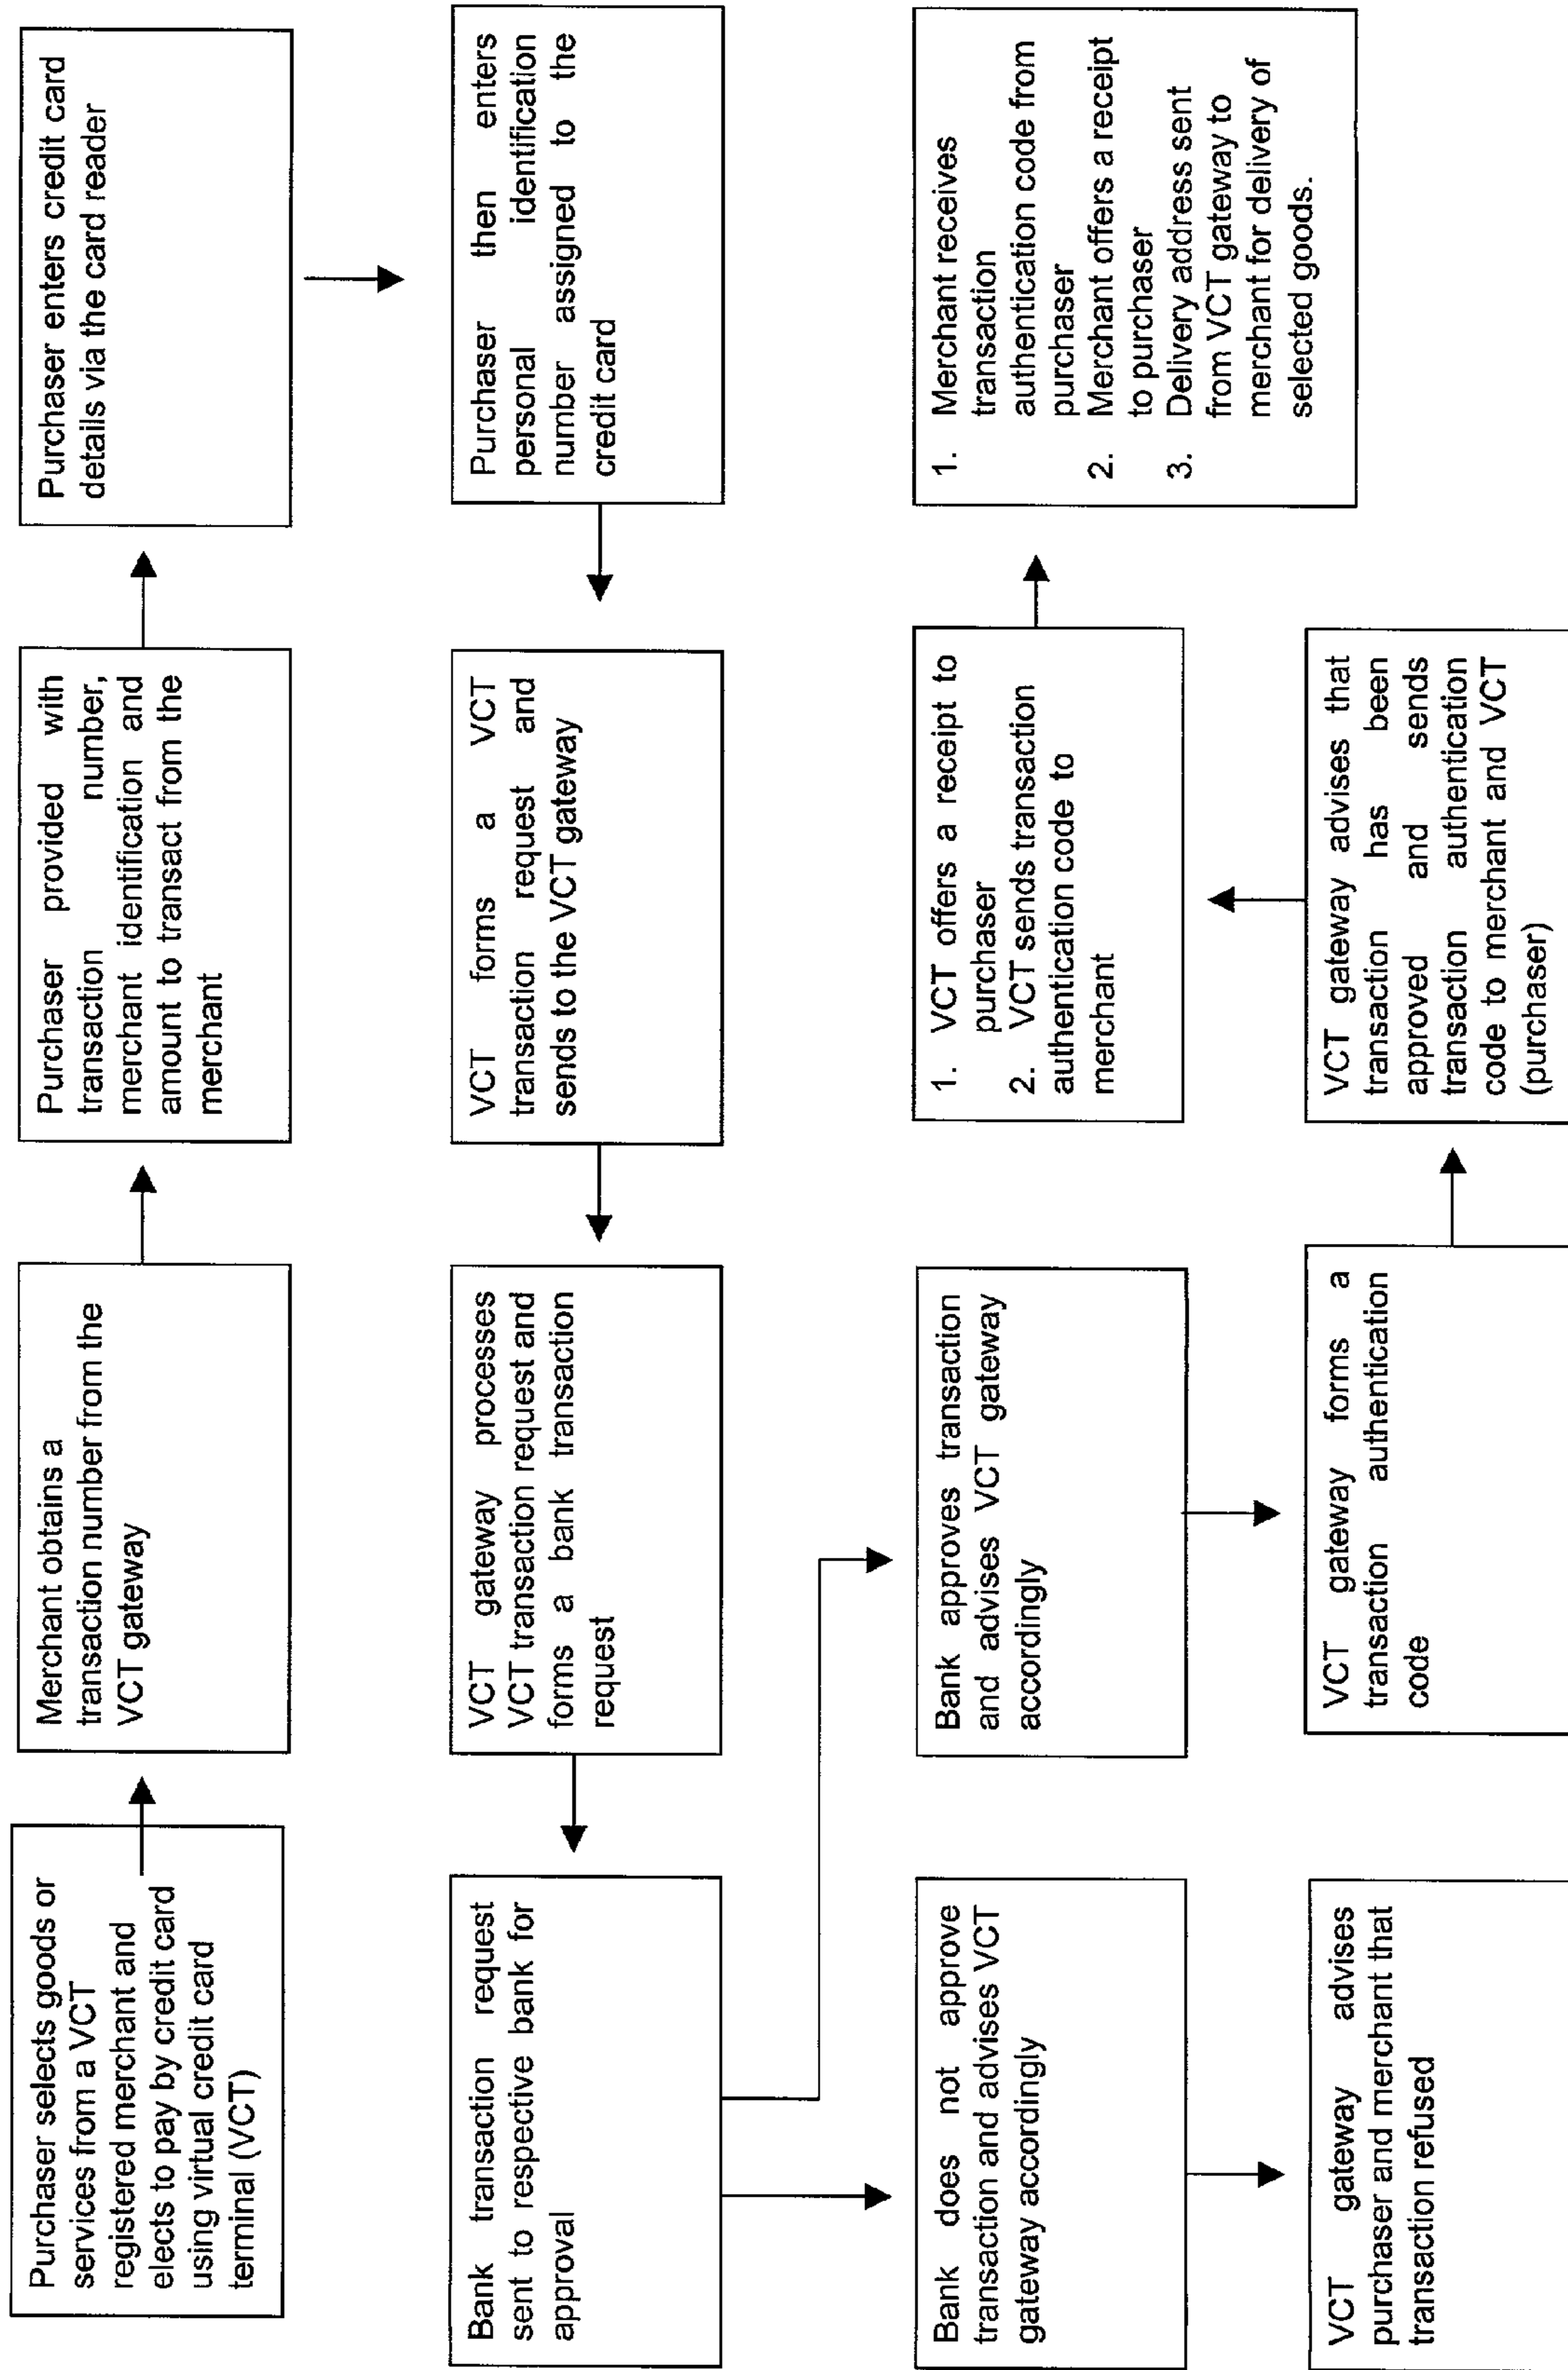 Purchaser selects goods or
services from a VCT
registered merchant and
elects to pay by credit card
using virtual credit card
terminal (VCT)
Merchant obtains a
transaction number from the
VCT gateway
Purchaser provided with
transaction number,
merchant identification and
amount to transact from the
merchant
Purchaser enters credit card
details via the card reader
Purchaser then enters
personal identification
number assigned to the
credit card
VCT forms a VCT
transaction request and
sends to the VCT gateway
VCT gateway processes
VCT transaction request and
forms a bank transaction
request
Bank transaction request
sent to respective bank for
approval
Bank does not approve
transaction and advises VCT
gateway accordingly
VCT gateway advises
purchaser and merchant that
transaction refused
Bank approves transaction
and advises VCT gateway
accordingly
VCT gateway forms a
transaction authentication
code
VCT gateway advises that
transaction has been
approved and sends
transaction authentication
code to merchant and VCT
(purchaser)
1. VCT offers a receipt to
purchaser
2. VCT sends transaction
authentication code to
merchant
1. Merchant receives
transaction
authentication code from
purchaser
2. Merchant offers a receipt
to purchaser
3. Delivery address sent
from VCT gateway to
merchant for delivery of
selected goods.